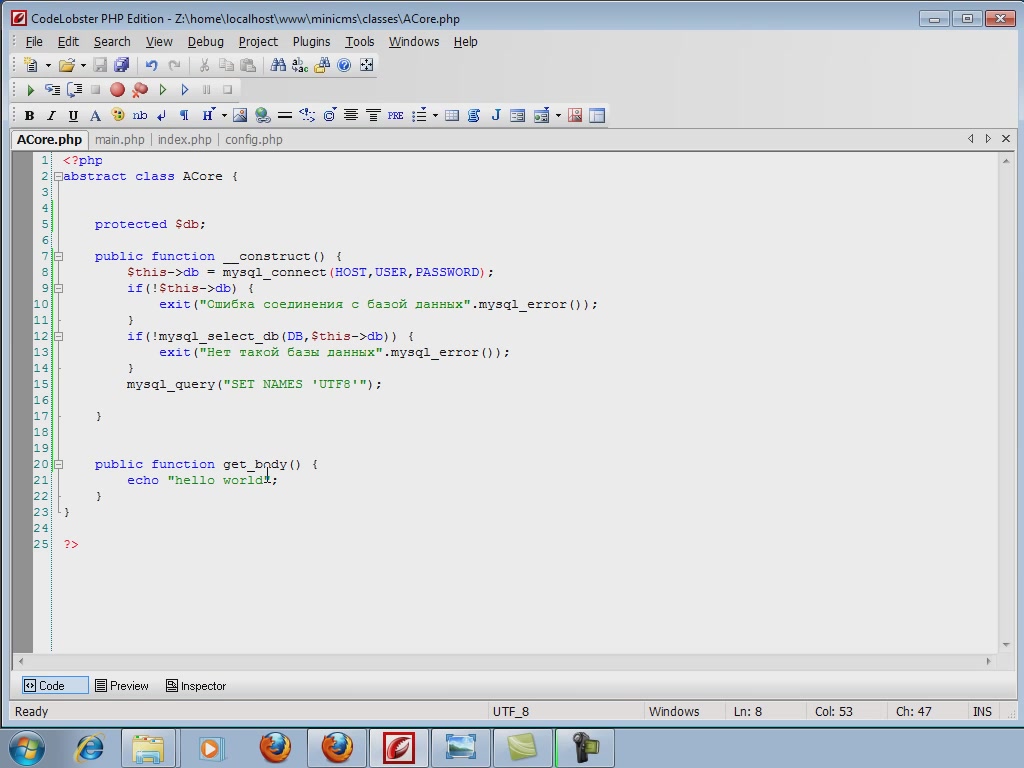 CodeLobster PHP Edition - Z:\home\localhost\www\minicms\classes\ACore.php
File Edit Search View Debug Project Plugins Tools Windows Help
B I U A nb H PRE J
ACore.php main.php index.php config.php
1 <?php
2 abstract class ACore {
3
4
5 protected $db;
6
7 public function __construct() {
8 $this->db = mysql_connect(HOST,USER,PASSWORD);
9 if(!$this->db) {
10 exit("Ошибка соединения с базой данных".mysql_error());
11 }
12 if(!mysql_select_db(DB,$this->db)) {
13 exit("Нет такой базы данных".mysql_error());
14 }
15 mysql_query("SET NAMES 'UTF8'");
16
17 }
18
19
20 public function get_body() {
21 echo "hello world";
22 }
23 }
24
25 ?>
Code Preview Inspector
Ready UTF_8 Windows Ln: 8 Col: 53 Ch: 47 INS